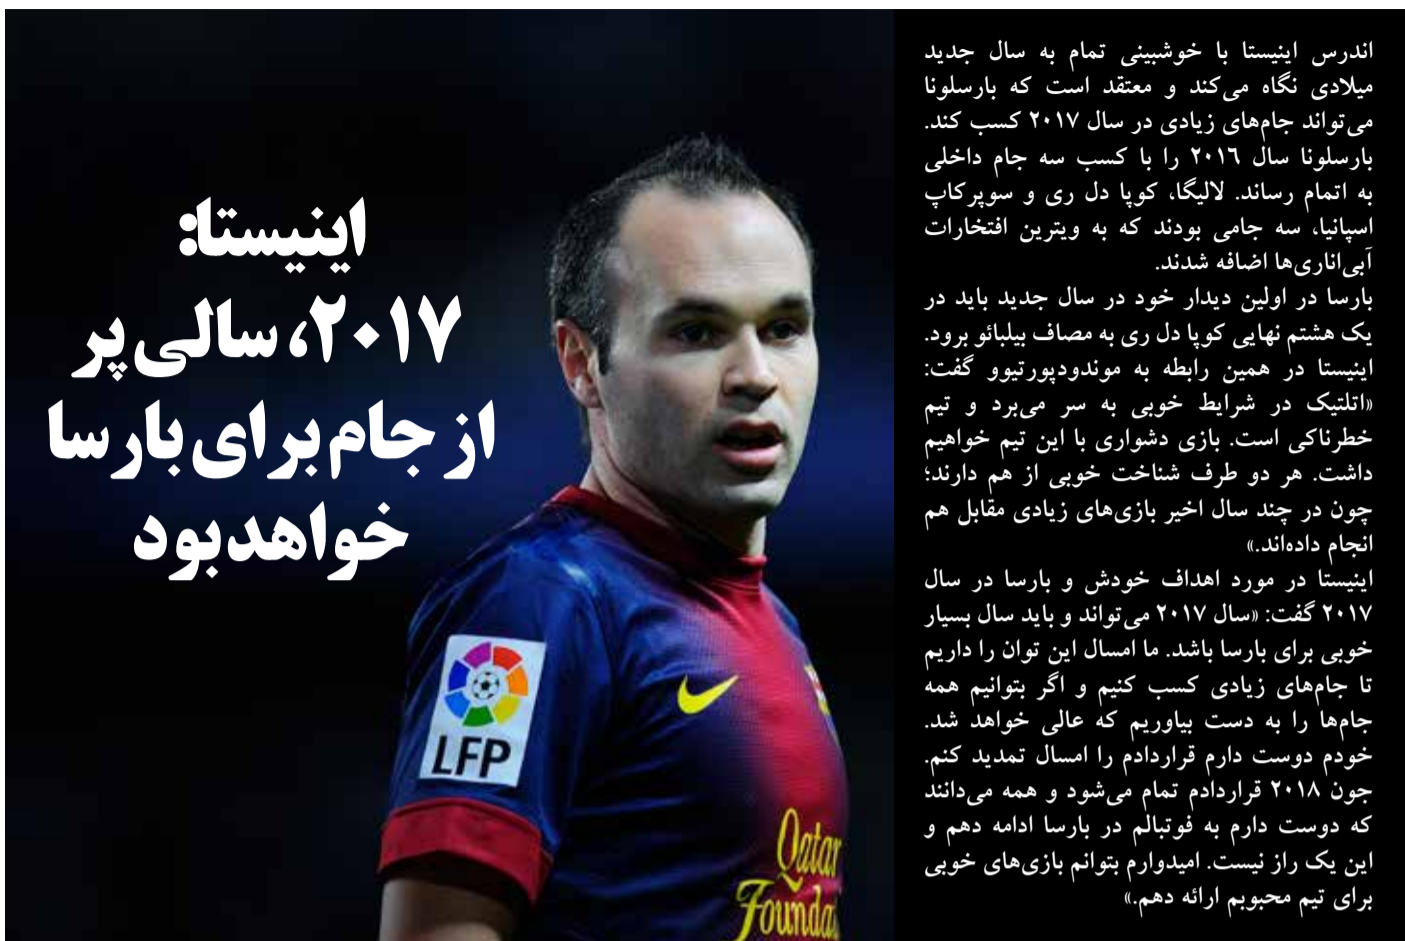 اینیستا:
۲۰۱۷، سالی پر
از جام برای بارسا
خواهد بود
اندرس اینیستا با خوشبینی تمام به سال جدید
میلادی نگاه می‌کند و معتقد است که بارسلونا
می‌تواند جام‌های زیادی در سال ۲۰۱۷ کسب کند.
بارسلونا سال ۲۰۱۶ را با کسب سه جام داخلی
به اتمام رساند. لالیگا، کوپا دل ری و سوپرکاپ
اسپانیا، سه جامی بودند که به ویترین افتخارات
آبی‌اناری‌ها اضافه شدند.
بارسا در اولین دیدار خود در سال جدید باید در
یک هشتم نهایی کوپا دل ری به مصاف بیلبائو برود.
اینیستا در همین رابطه به موندودپورتیوو گفت:
«اتلتیک در شرایط خوبی به سر می‌برد و تیم
خطرناکی است. بازی دشواری با این تیم خواهیم
داشت. هر دو طرف شناخت خوبی از هم دارند؛
چون در چند سال اخیر بازی‌های زیادی مقابل هم
انجام داده‌اند.»
اینیستا در مورد اهداف خودش و بارسا در سال
۲۰۱۷ گفت: «سال ۲۰۱۷ می‌تواند و باید سال بسیار
خوبی برای بارسا باشد. ما امسال این توان را داریم
تا جام‌های زیادی کسب کنیم و اگر بتوانیم همه
جام‌ها را به دست بیاوریم که عالی خواهد شد.
خودم دوست دارم قراردادم را امسال تمدید کنم.
جون ۲۰۱۸ قراردادم تمام می‌شود و همه می‌دانند
که دوست دارم به فوتبالم در بارسا ادامه دهم و
این یک راز نیست. امیدوارم بتوانم بازی‌های خوبی
برای تیم محبوبم ارائه دهم.»
LFP
Qatar
Founda